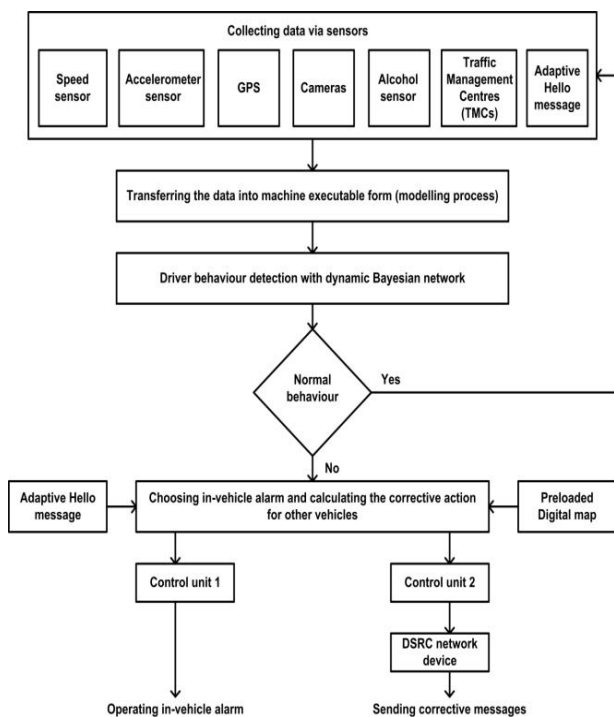 Collecting data via sensors
Speed
sensor
Accelerometer
sensor
GPS
Cameras
Alcohol
sensor
Traffic
Management
Centres
(TMCs)
Adaptive
Hello
message
Transferring the data into machine executable form (modelling process)
Driver behaviour detection with dynamic Bayesian network
Normal
behaviour
Yes
No
Adaptive Hello
message
Choosing in-vehicle alarm and calculating the corrective action
for other vehicles
Preloaded
Digital map
Control unit 1
Control unit 2
DSRC network
device
Operating in-vehicle alarm
Sending corrective messages